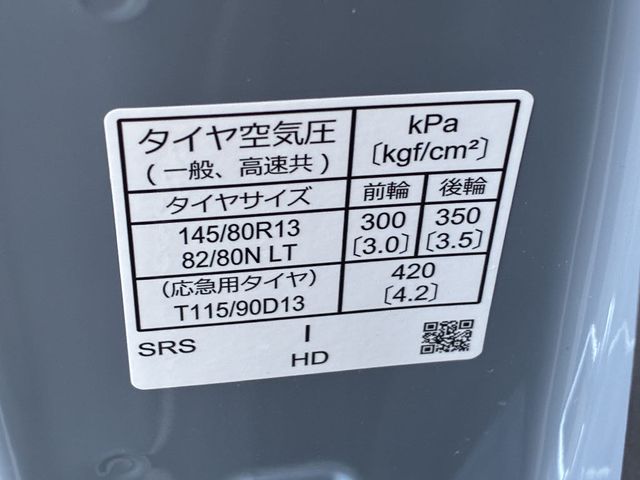 タイヤ空気圧
(一般、高速共)
kPa
〔kgf/cm²〕
タイヤサイズ
前輪
後輪
145/80R13
82/80N LT
300
〔3.0〕
350
〔3.5〕
(応急用タイヤ)
T115/90D13
420
〔4.2〕
SRS
I
HD